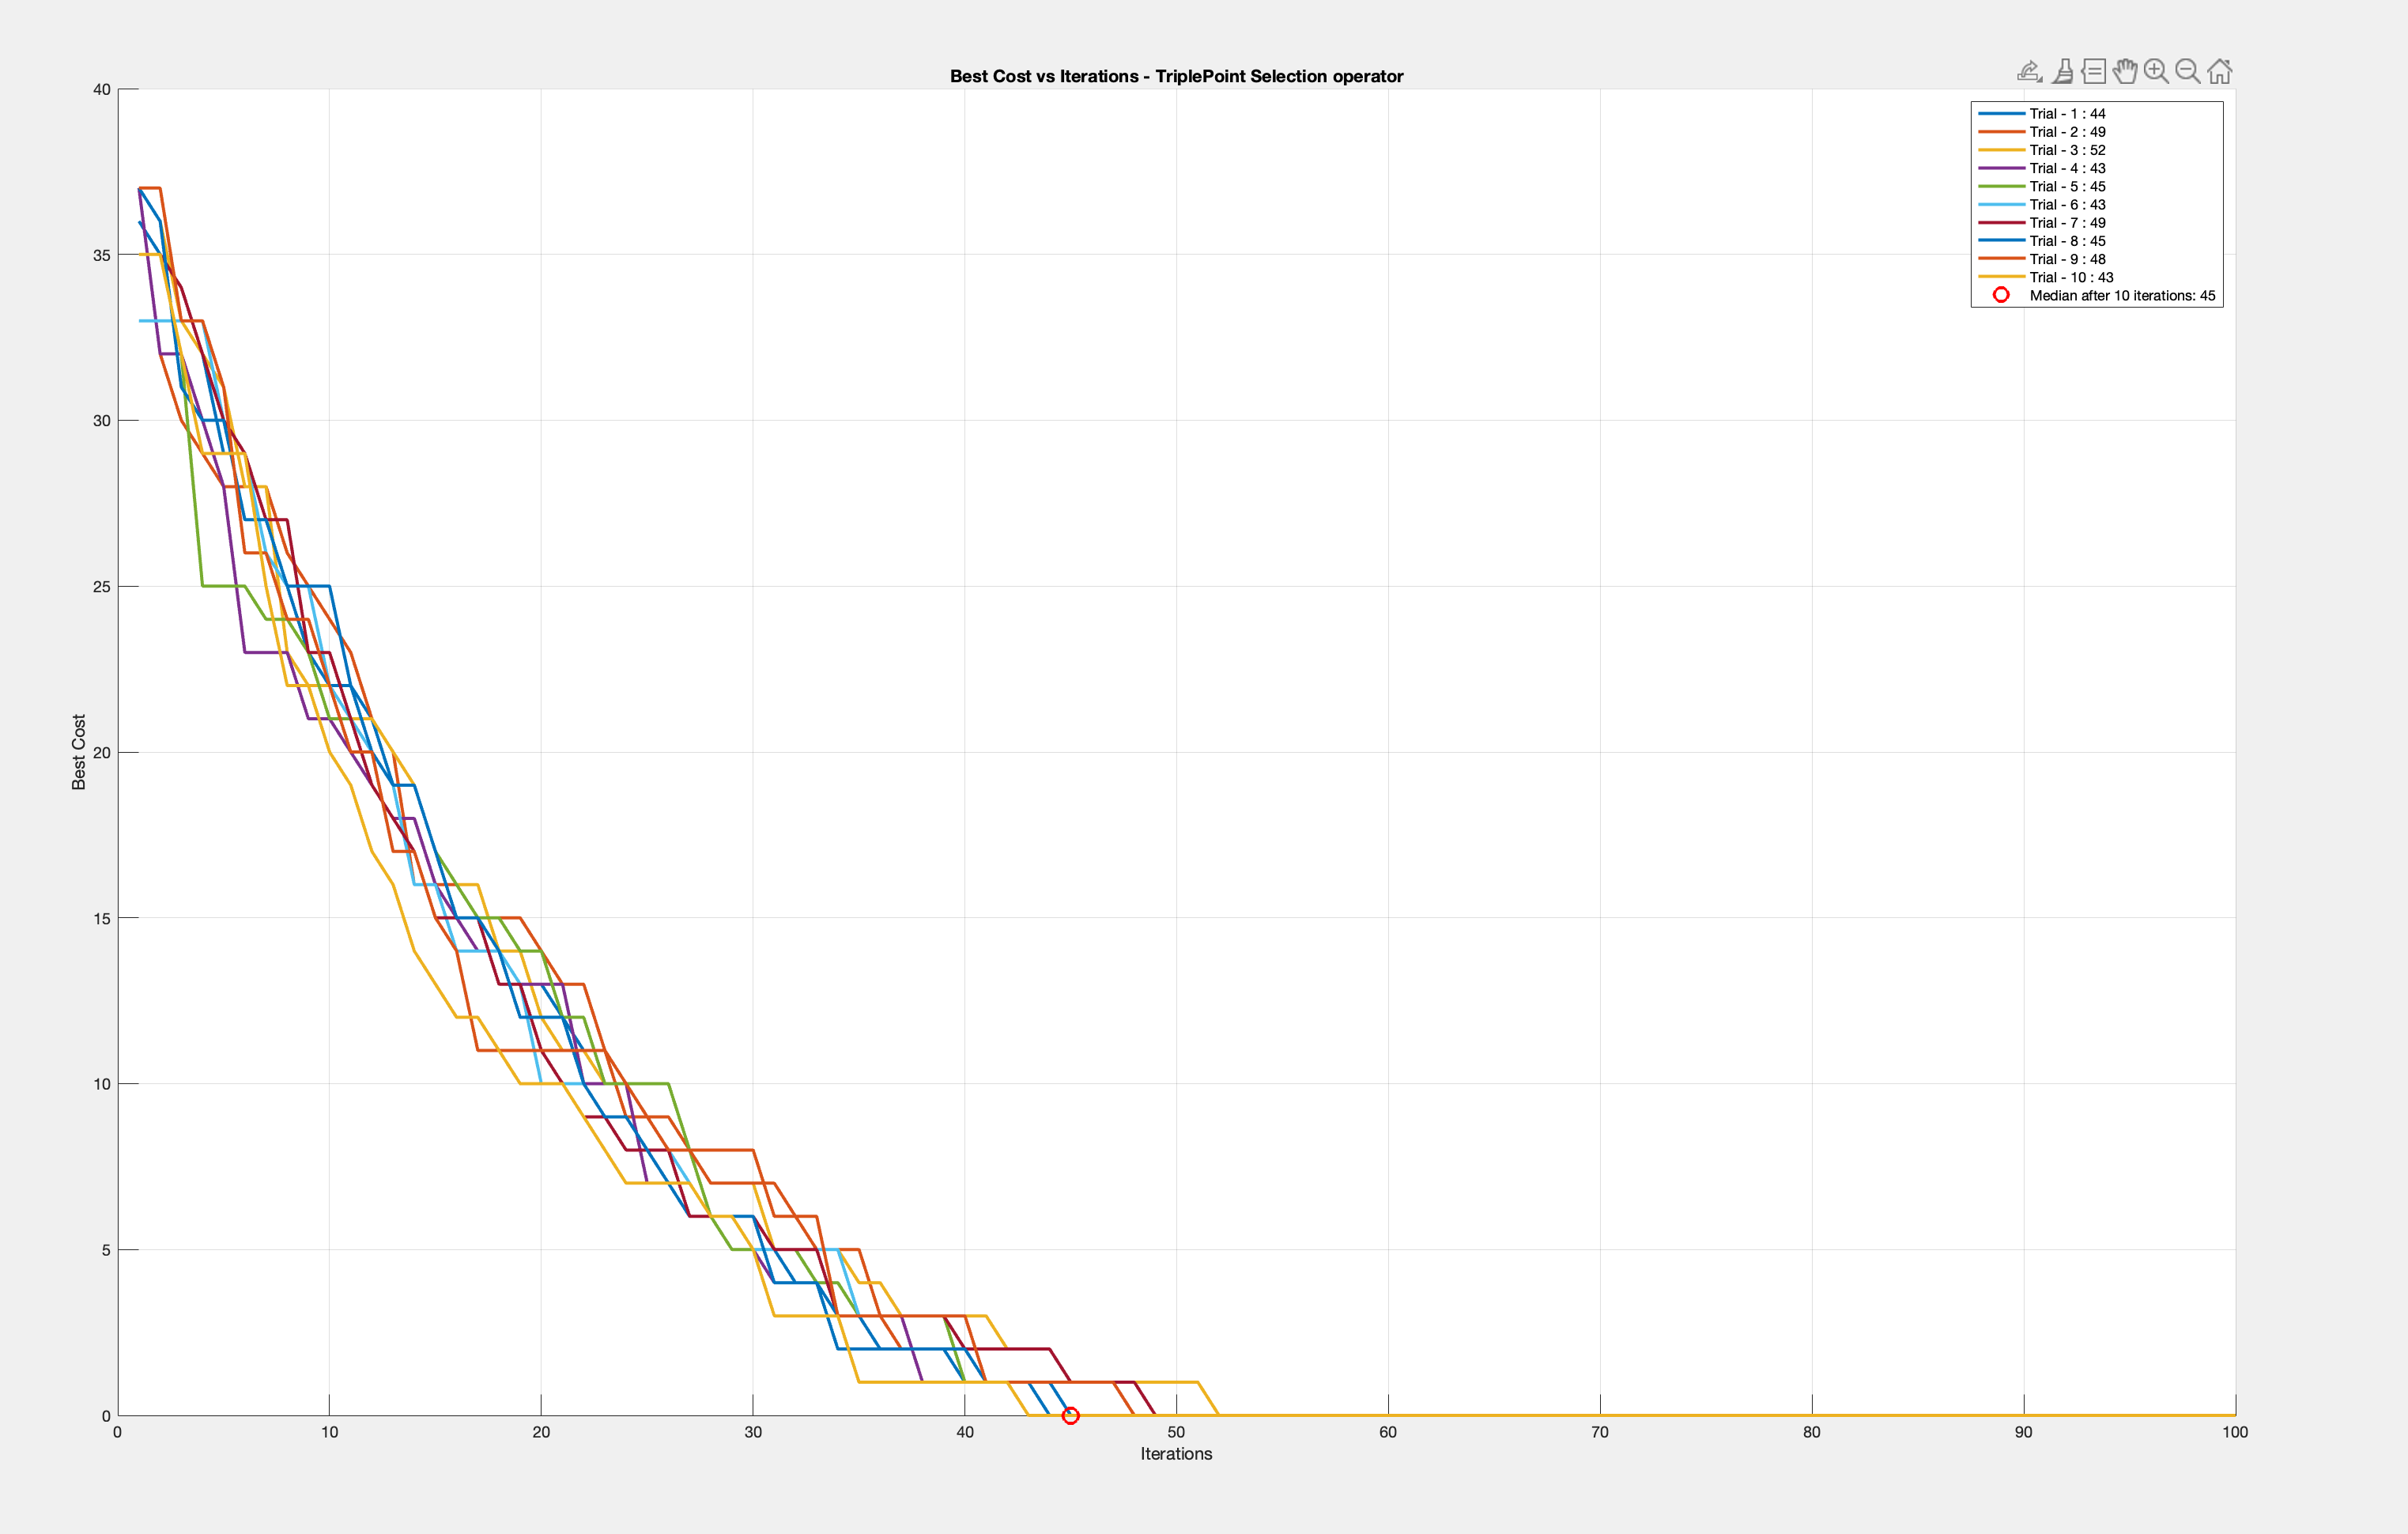 Best Cost vs Iterations - TriplePoint Selection operator
40
35
30
25
20
15
10
5
0
Best Cost
Trial - 1 : 44
Trial - 2 : 49
Trial - 3 : 52
Trial - 4 : 43
Trial - 5 : 45
Trial - 6 : 43
Trial - 7 : 49
Trial - 8 : 45
Trial - 9 : 48
Trial - 10 : 43
Median after 10 iterations: 45
0 10 20 30 40 50 60 70 80 90 100
Iterations